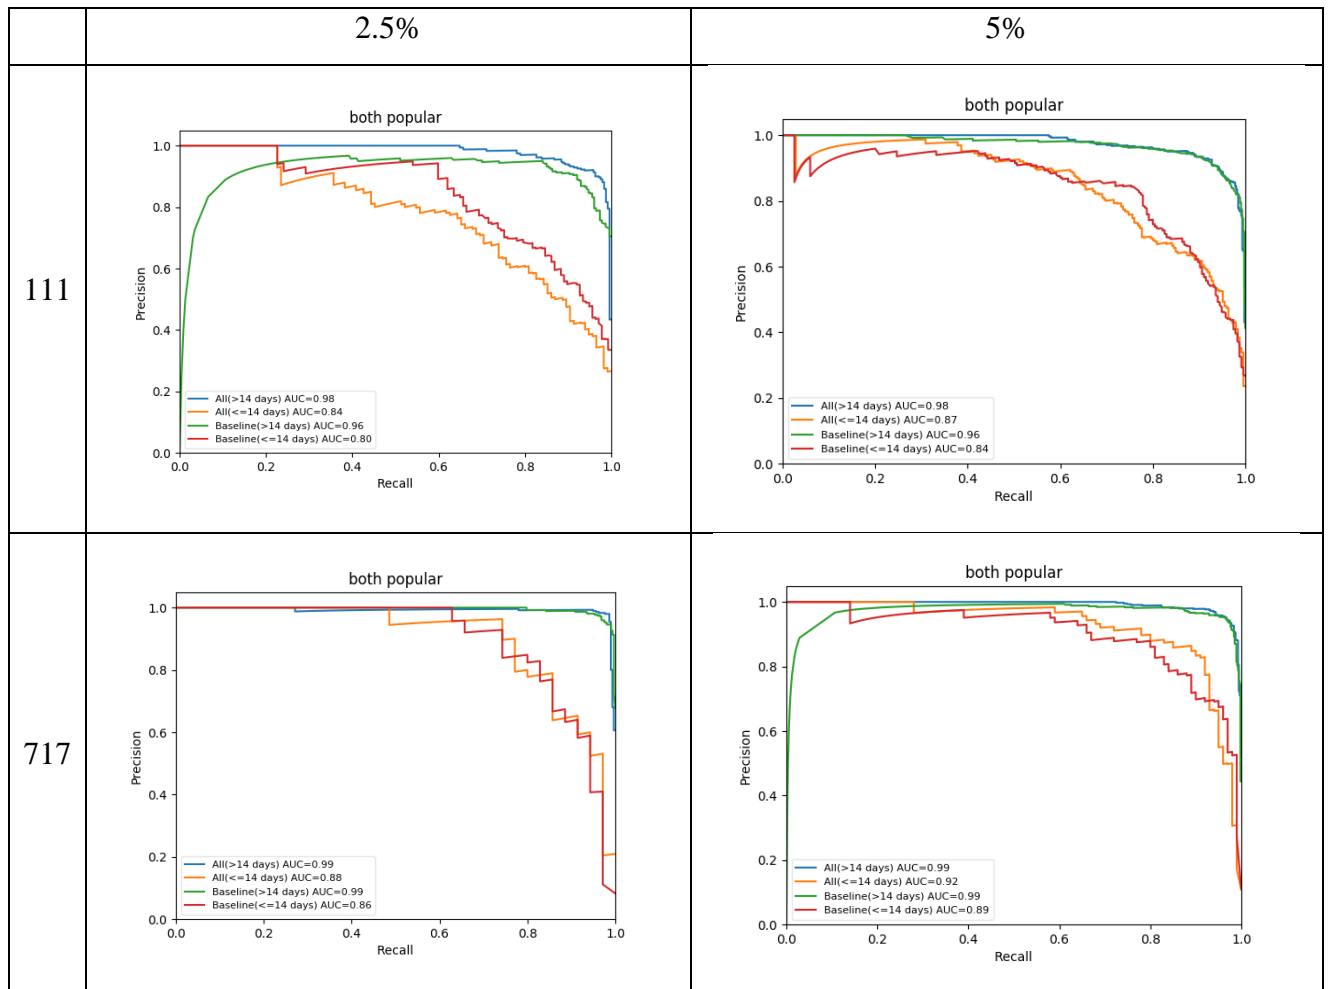 2.5%
5%
111
both popular
Precision
1.0
0.8
0.6
0.4
0.2
0.0
All(>14 days) AUC=0.98
All(<=14 days) AUC=0.84
Baseline(>14 days) AUC=0.96
Baseline(<=14 days) AUC=0.80
0.0 0.2 0.4 0.6 0.8 1.0
Recall
both popular
Precision
1.0
0.8
0.6
0.4
0.2
0.0
All(>14 days) AUC=0.98
All(<=14 days) AUC=0.87
Baseline(>14 days) AUC=0.96
Baseline(<=14 days) AUC=0.84
0.0 0.2 0.4 0.6 0.8 1.0
Recall
717
both popular
Precision
1.0
0.8
0.6
0.4
0.2
0.0
All(>14 days) AUC=0.99
All(<=14 days) AUC=0.88
Baseline(>14 days) AUC=0.99
Baseline(<=14 days) AUC=0.86
0.0 0.2 0.4 0.6 0.8 1.0
Recall
both popular
Precision
1.0
0.8
0.6
0.4
0.2
0.0
All(>14 days) AUC=0.99
All(<=14 days) AUC=0.92
Baseline(>14 days) AUC=0.99
Baseline(<=14 days) AUC=0.89
0.0 0.2 0.4 0.6 0.8 1.0
Recall